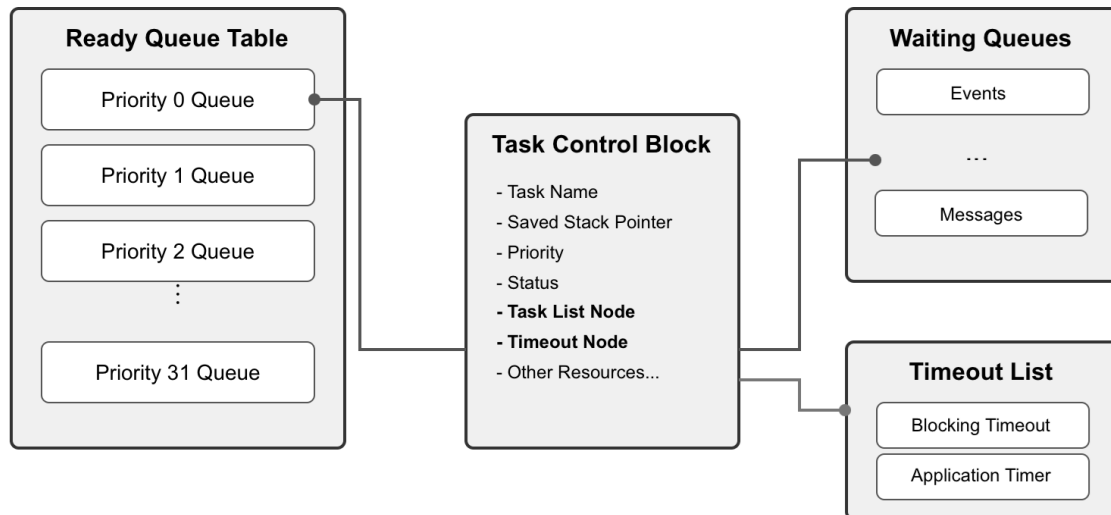 Ready Queue Table
Priority 0 Queue
Priority 1 Queue
Priority 2 Queue
⋮
Priority 31 Queue
Task Control Block
- Task Name
- Saved Stack Pointer
- Priority
- Status
- Task List Node
- Timeout Node
- Other Resources...
Waiting Queues
Events
...
Messages
Timeout List
Blocking Timeout
Application Timer